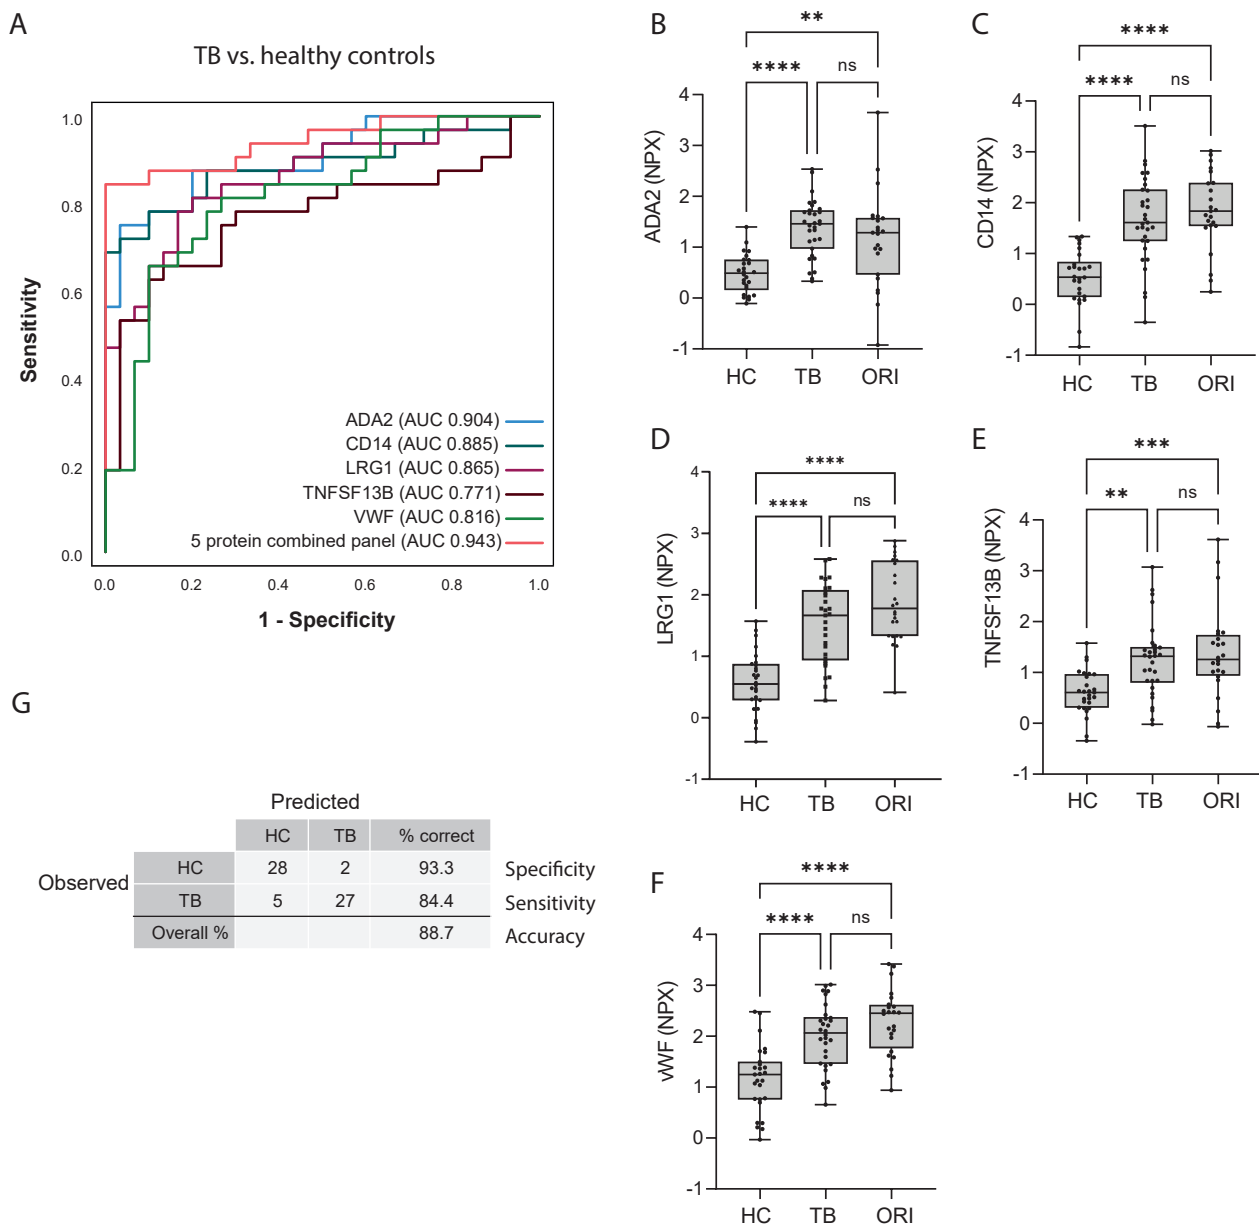 A
TB vs. healthy controls
1.0
0.8
0.6
0.4
0.2
0.0
Sensitivity
ADA2 (AUC 0.904)
CD14 (AUC 0.885)
LRG1 (AUC 0.865)
TNFSF13B (AUC 0.771)
VWF (AUC 0.816)
5 protein combined panel (AUC 0.943)
0.0 0.2 0.4 0.6 0.8 1.0
1 - Specificity
B
**
**** ns
ADA2 (NPX)
4
3
2
1
0
-1
HC TB ORI
C
****
**** ns
CD14 (NPX)
4
3
2
1
0
-1
HC TB ORI
D
****
**** ns
LRG1 (NPX)
4
3
2
1
0
-1
HC TB ORI
E
***
** ns
TNFSF13B (NPX)
4
3
2
1
0
-1
HC TB ORI
F
****
**** ns
vWF (NPX)
4
3
2
1
0
-1
HC TB ORI
G
Predicted
HC TB % correct
Observed
HC 28 2 93.3 Specificity
TB 5 27 84.4 Sensitivity
Overall % 88.7 Accuracy